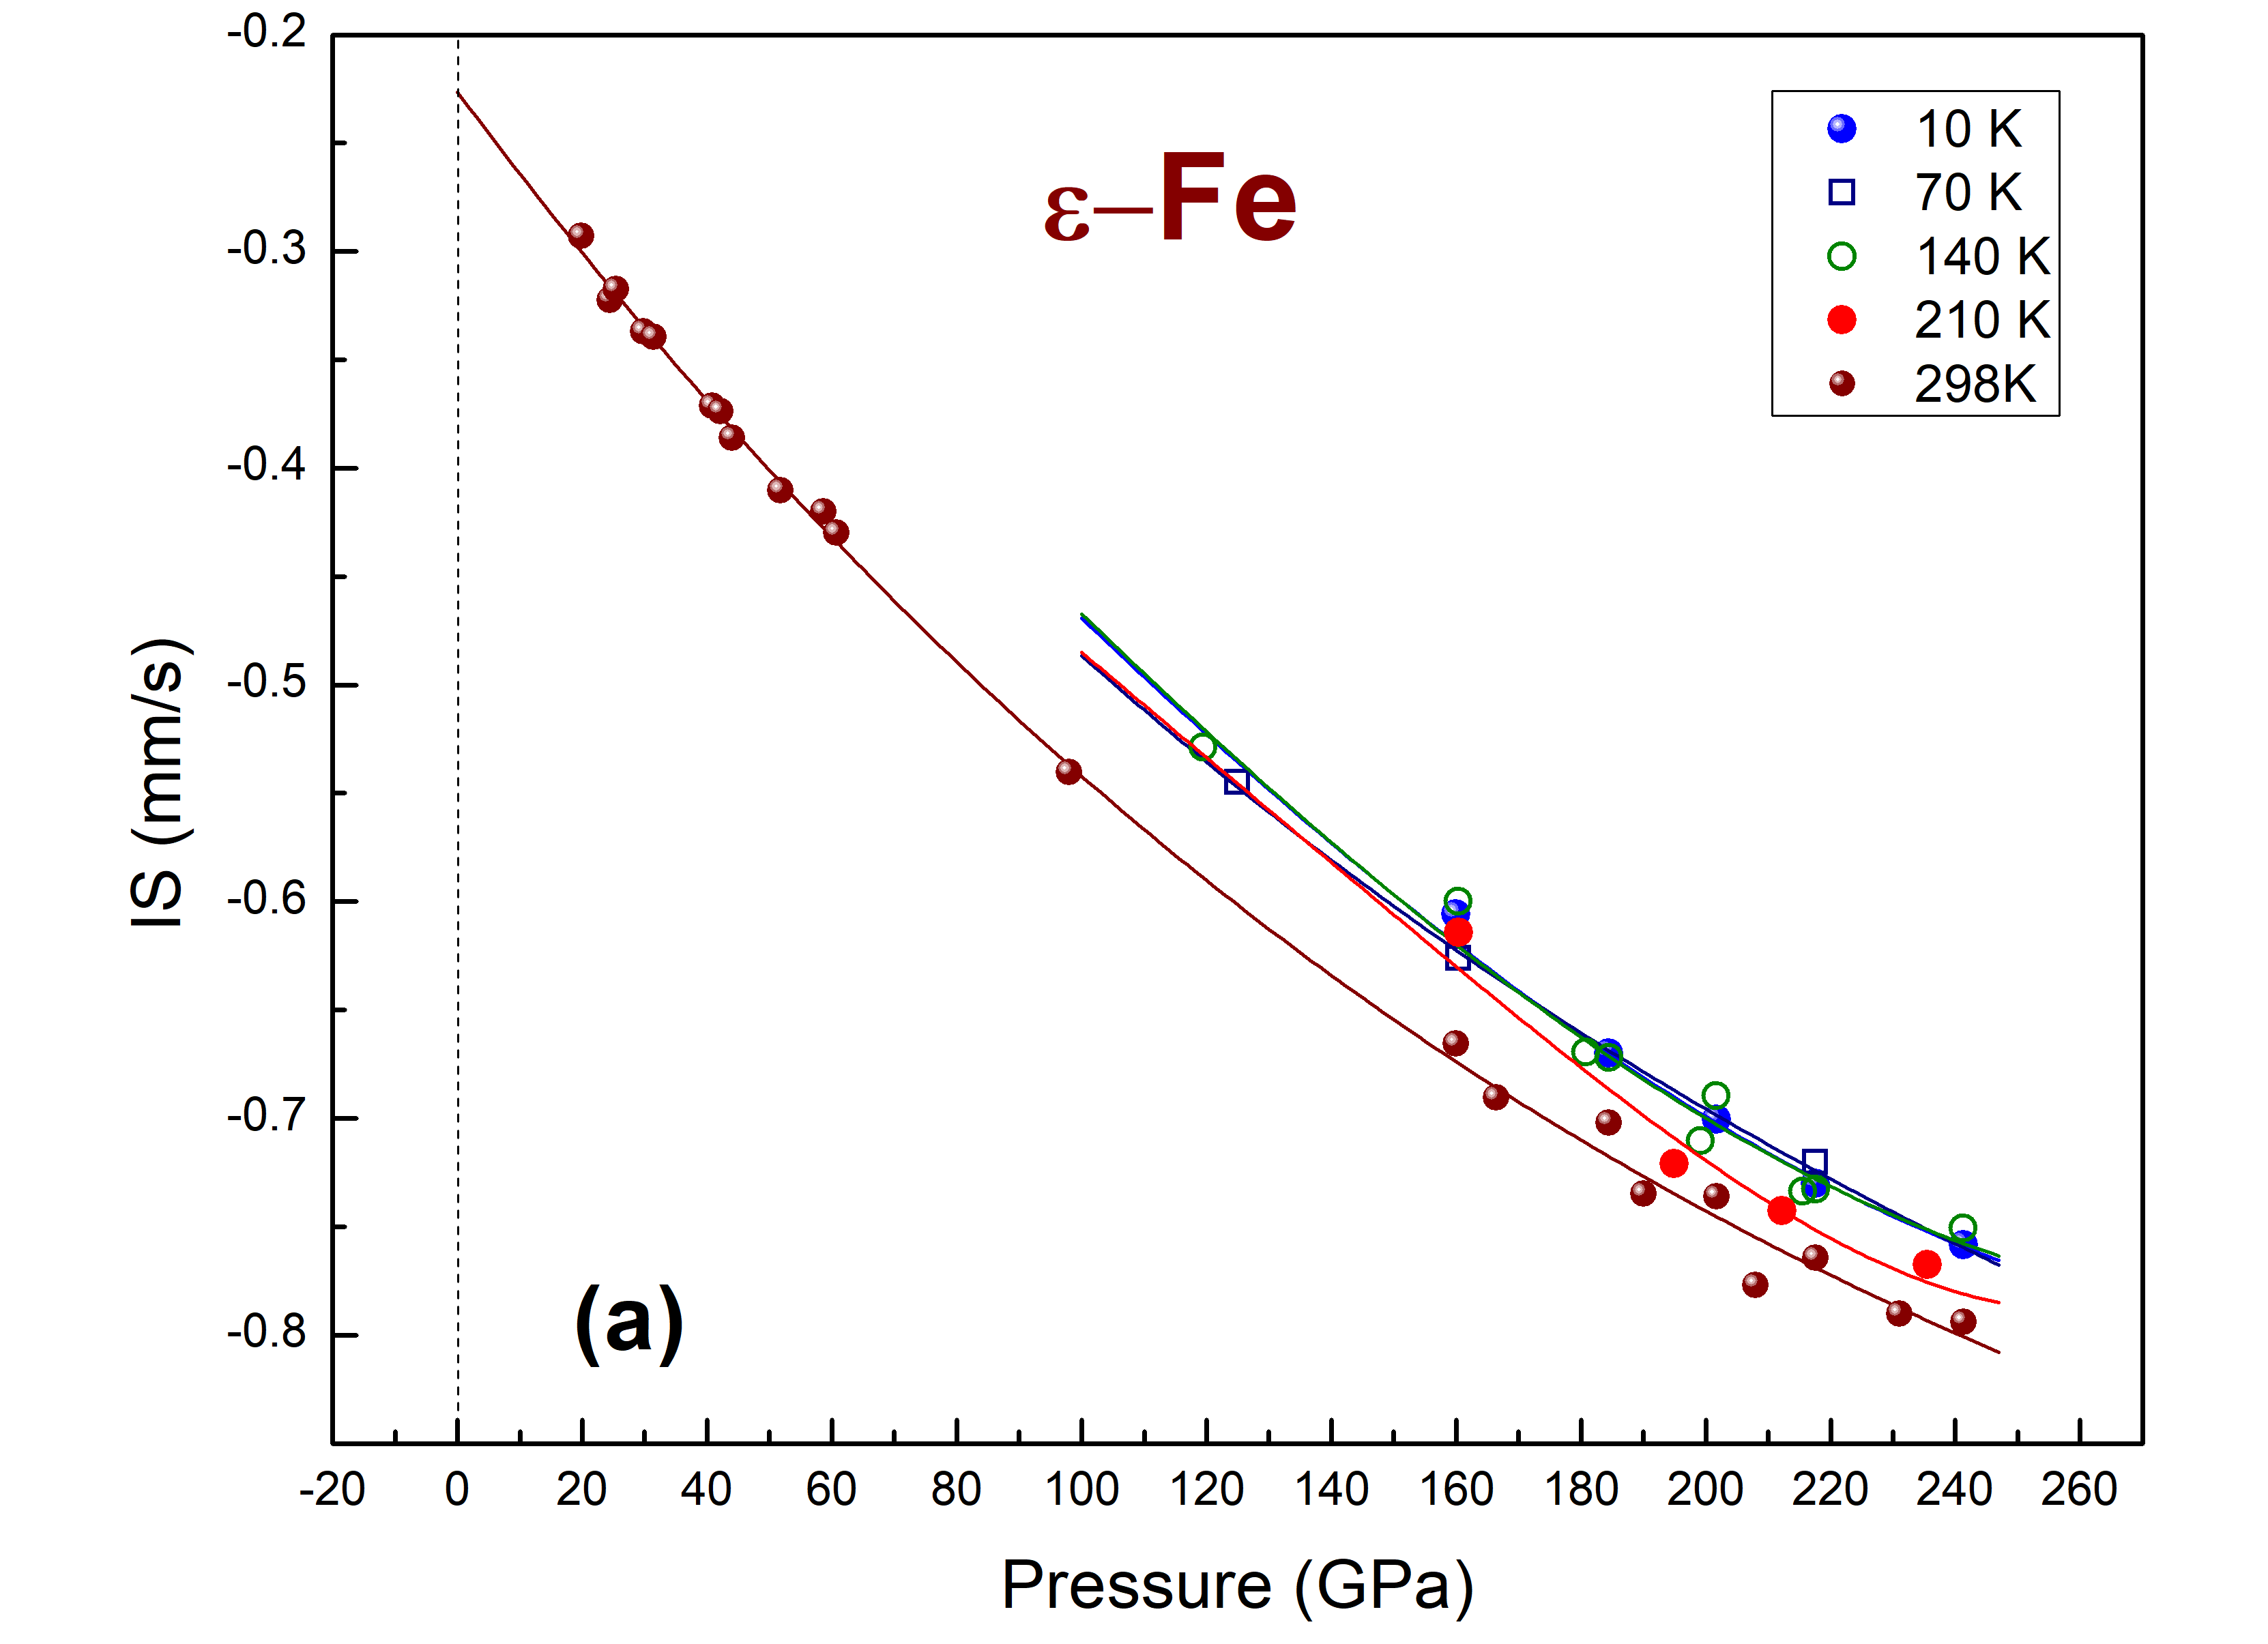 -0.2
-0.3
-0.4
-0.5
-0.6
-0.7
-0.8
IS (mm/s)
ε–Fe
10 K
70 K
140 K
210 K
298K
(a)
-20 0 20 40 60 80 100 120 140 160 180 200 220 240 260
Pressure (GPa)